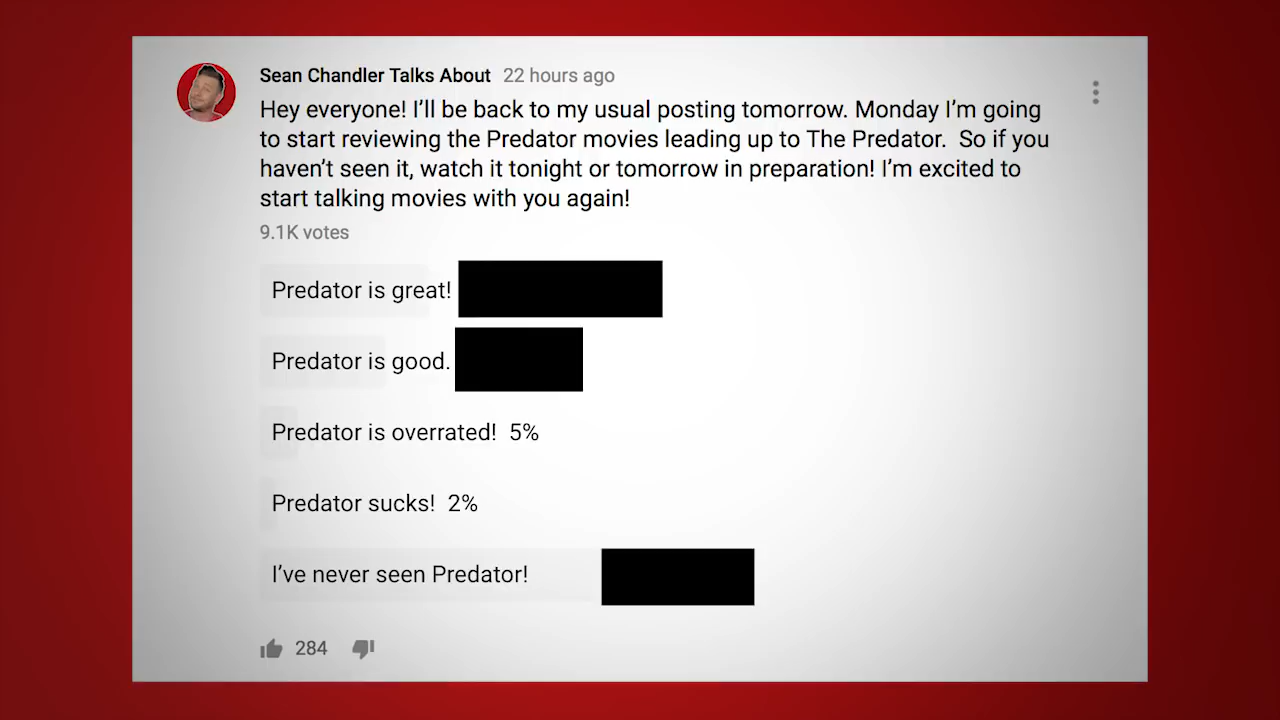 Sean Chandler Talks About 22 hours ago
Hey everyone! I'll be back to my usual posting tomorrow. Monday I'm going
to start reviewing the Predator movies leading up to The Predator.  So if you
haven't seen it, watch it tonight or tomorrow in preparation! I'm excited to
start talking movies with you again!
9.1K votes
Predator is great!
Predator is good.
Predator is overrated!  5%
Predator sucks!  2%
I've never seen Predator!
284